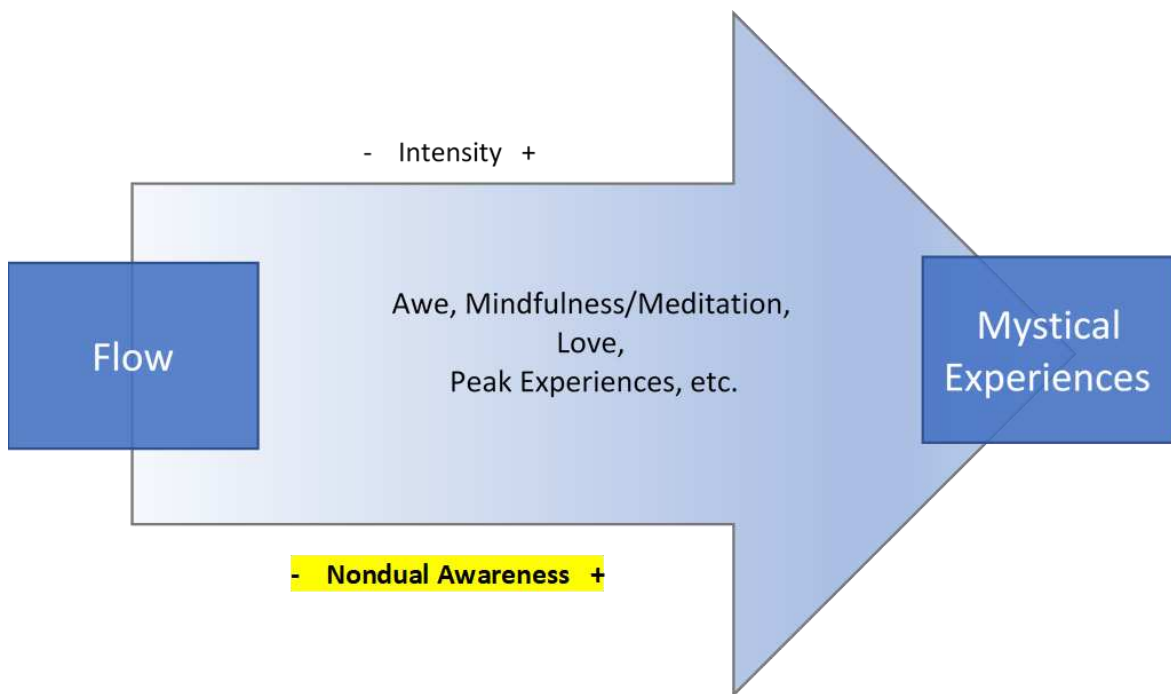 - Intensity +
Flow
Awe, Mindfulness/Meditation,
Love,
Peak Experiences, etc.
Mystical
Experiences
- Nondual Awareness +